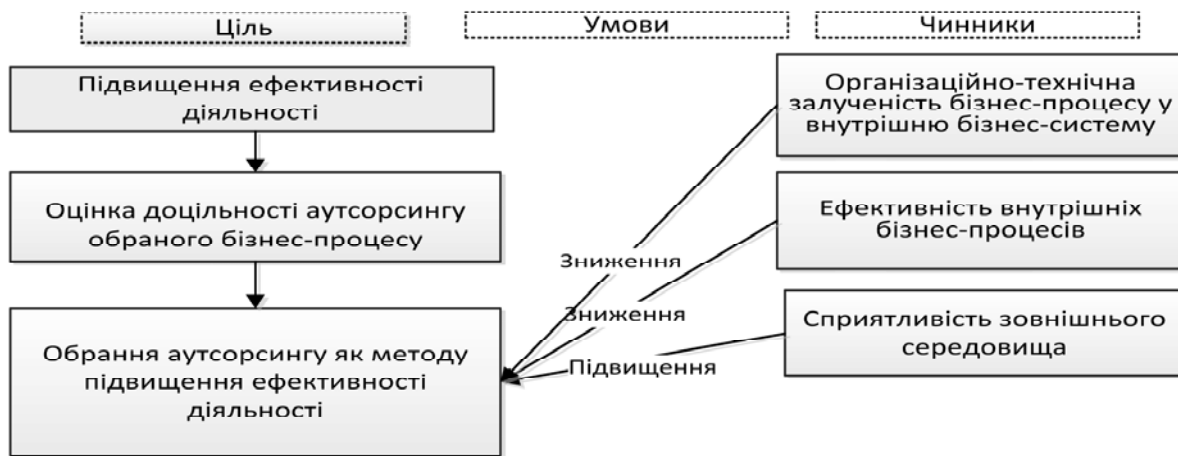 Ціль
Умови
Чинники
Підвищення ефективності
діяльності
Оцінка доцільності аутсорсингу
обраного бізнес-процесу
Обрання аутсорсингу як методу
підвищення ефективності
діяльності
Зниження
Зниження
Підвищення
Організаційно-технічна
залученість бізнес-процесу у
внутрішню бізнес-систему
Ефективність внутрішніх
бізнес-процесів
Сприятливість зовнішнього
середовища